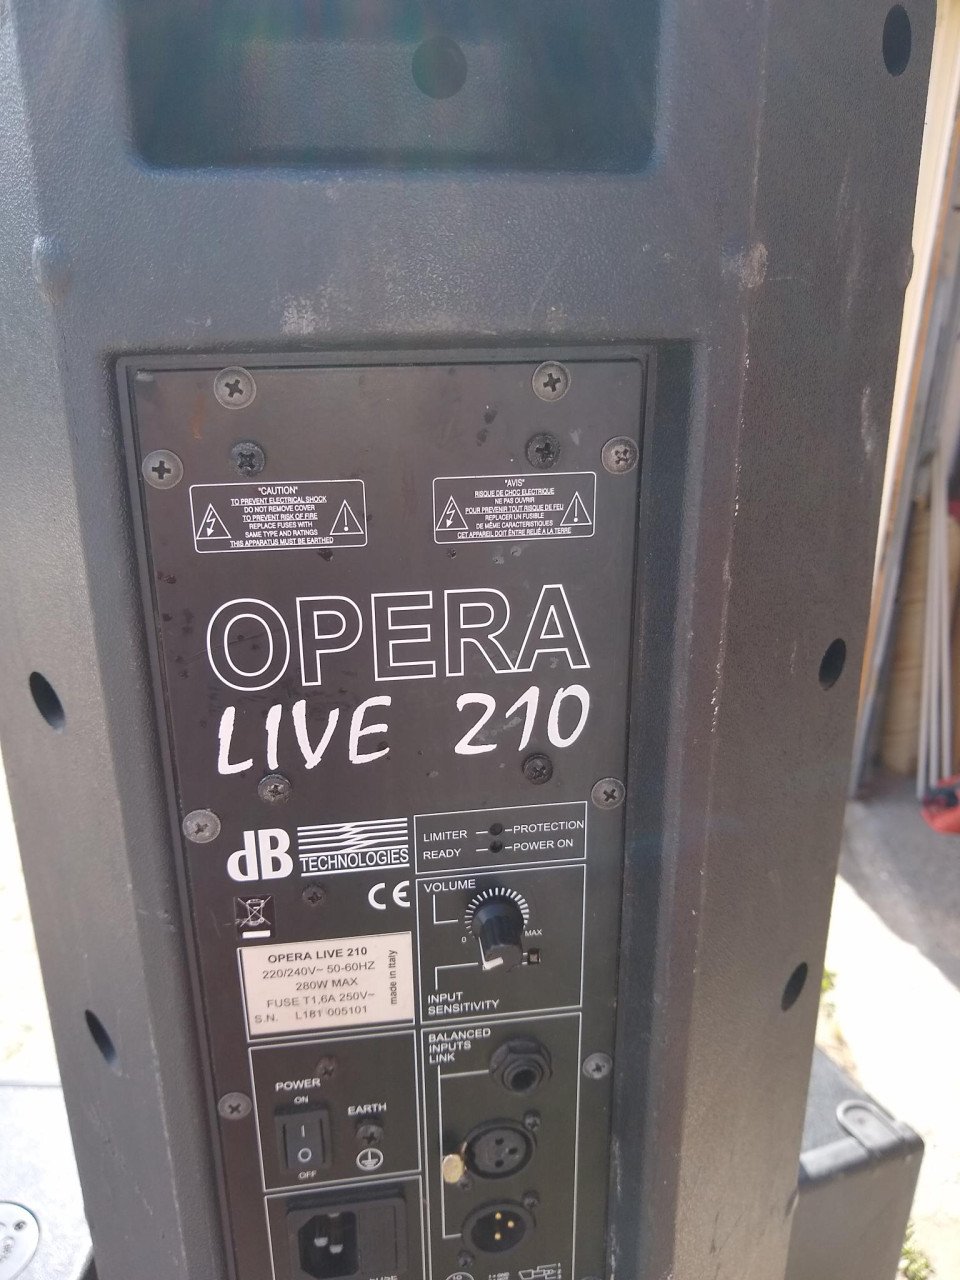 "CAUTION"
TO PREVENT ELECTRICAL SHOCK
DO NOT REMOVE COVER
TO PREVENT RISK OF FIRE
REPLACE FUSES WITH
SAME TYPE AND RATINGS
THIS APPARATUS MUST BE EARTHED
"AVIS"
RISQUE DE CHOC ELECTRIQUE
NE PAS OUVRIR
POUR PREVENIR TOUT RISQUE DE FEU
REPLACER UN FUSIBLE
DE MÊME CARACTERISTIQUES
CET APPAREIL DOIT ÈNTRE RELIÉ A LA TERRE
OPERA
LIVE 210
dB
TECHNOLOGIES
CE
LIMITER
PROTECTION
READY
POWER ON
VOLUME
0
MAX
INPUT
SENSITIVITY
OPERA LIVE 210
220/240V~ 50-60HZ
280W MAX
FUSE T1,6A 250V~
S.N. L181 005101
made in Italy
BALANCED
INPUTS
LINK
POWER
ON
I
O
OFF
EARTH
FUSE